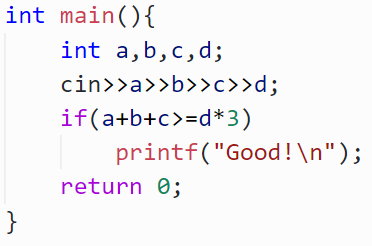 int main(){
    int a,b,c,d;
    cin>>a>>b>>c>>d;
    if(a+b+c>=d*3)
        printf("Good!\n");
    return 0;
}